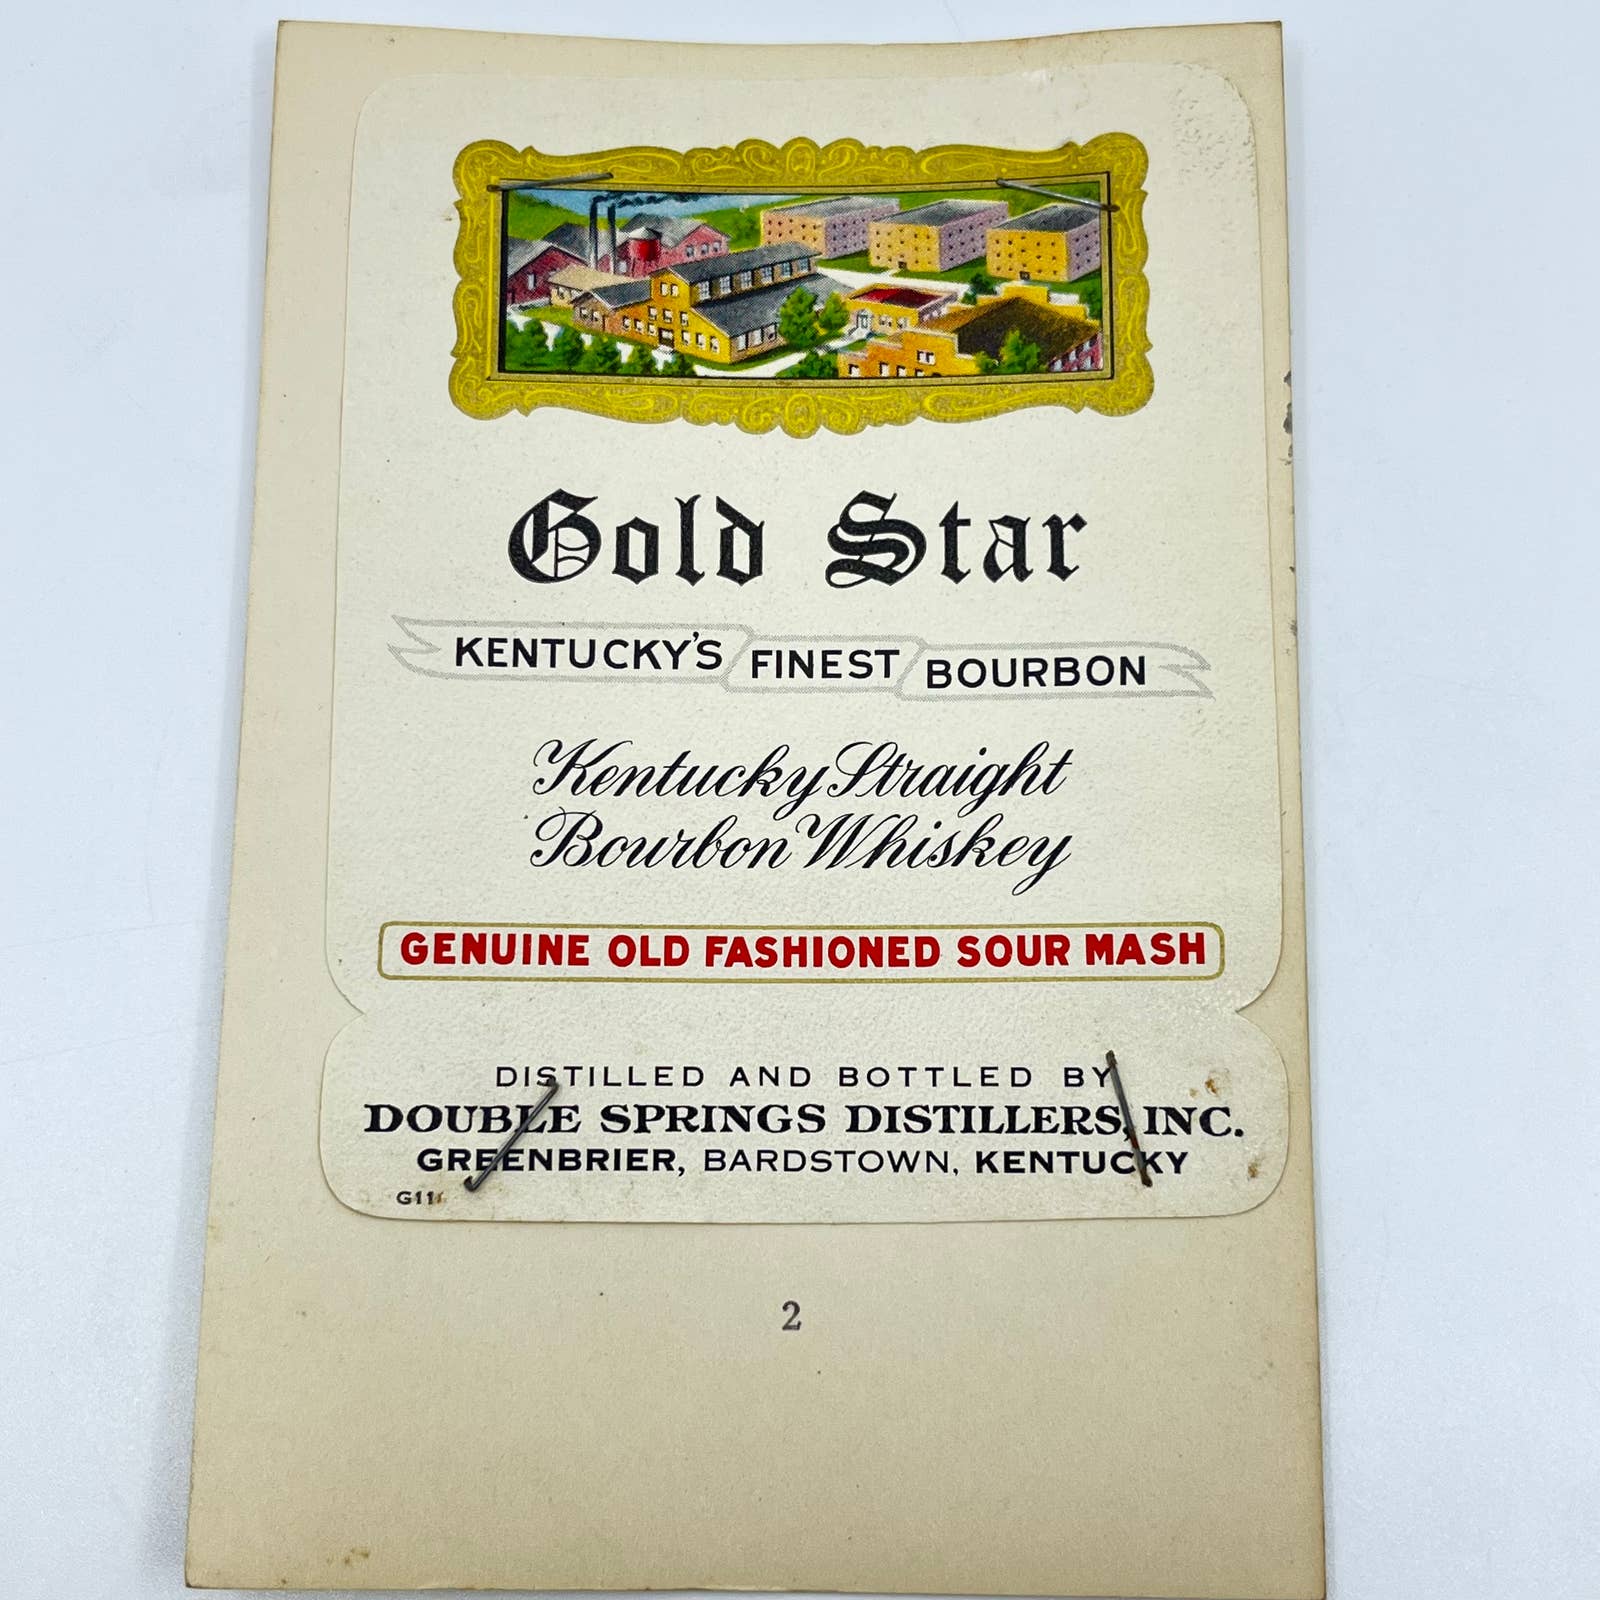 Gold Star
KENTUCKY'S FINEST BOURBON
Kentucky Straight
Bourbon Whiskey
GENUINE OLD FASHIONED SOUR MASH
DISTILLED AND BOTTLED BY
DOUBLE SPRINGS DISTILLERS, INC.
GREENBRIER, BARDSTOWN, KENTUCKY
2